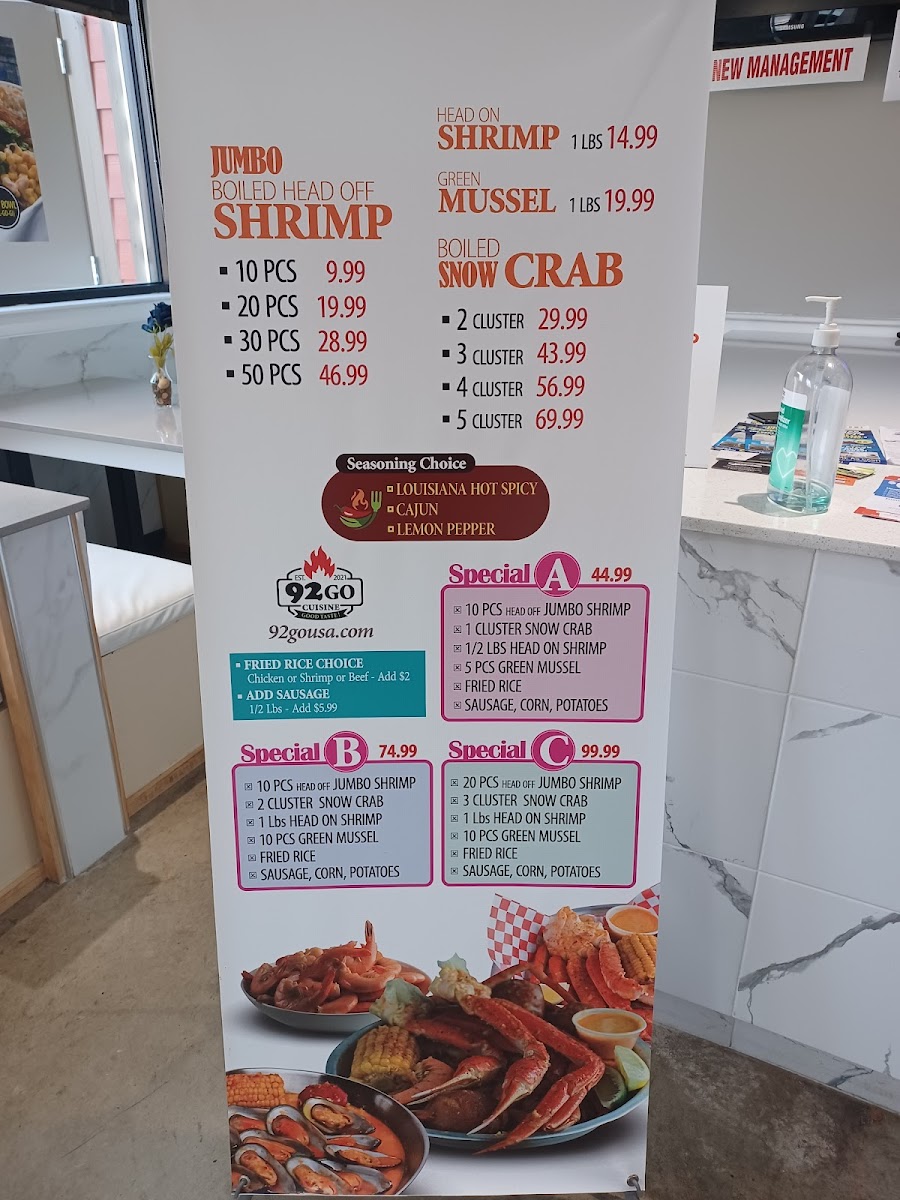 SAMSUNG
NEW MANAGEMENT
BOWL
JUMBO
BOILED HEAD OFF
SHRIMP
▪ 10 PCS 9.99
▪ 20 PCS 19.99
▪ 30 PCS 28.99
▪ 50 PCS 46.99
HEAD ON
SHRIMP 1 LBS 14.99
GREEN
MUSSEL 1 LBS 19.99
BOILED
SNOW CRAB
▪ 2 CLUSTER 29.99
▪ 3 CLUSTER 43.99
▪ 4 CLUSTER 56.99
▪ 5 CLUSTER 69.99
Seasoning Choice
LOUISIANA HOT SPICY
CAJUN
LEMON PEPPER
EST. 2021
92GO
CUISINE
GOOD TASTE!
92gousa.com
▪ FRIED RICE CHOICE
Chicken or Shrimp or Beef - Add $2
▪ ADD SAUSAGE
1/2 Lbs - Add $5.99
Special A 44.99
10 PCS HEAD OFF JUMBO SHRIMP
1 CLUSTER SNOW CRAB
1/2 LBS HEAD ON SHRIMP
5 PCS GREEN MUSSEL
FRIED RICE
SAUSAGE, CORN, POTATOES
Special B 74.99
10 PCS HEAD OFF JUMBO SHRIMP
2 CLUSTER SNOW CRAB
1 Lbs HEAD ON SHRIMP
10 PCS GREEN MUSSEL
FRIED RICE
SAUSAGE, CORN, POTATOES
Special C 99.99
20 PCS HEAD OFF JUMBO SHRIMP
3 CLUSTER SNOW CRAB
1 Lbs HEAD ON SHRIMP
10 PCS GREEN MUSSEL
FRIED RICE
SAUSAGE, CORN, POTATOES